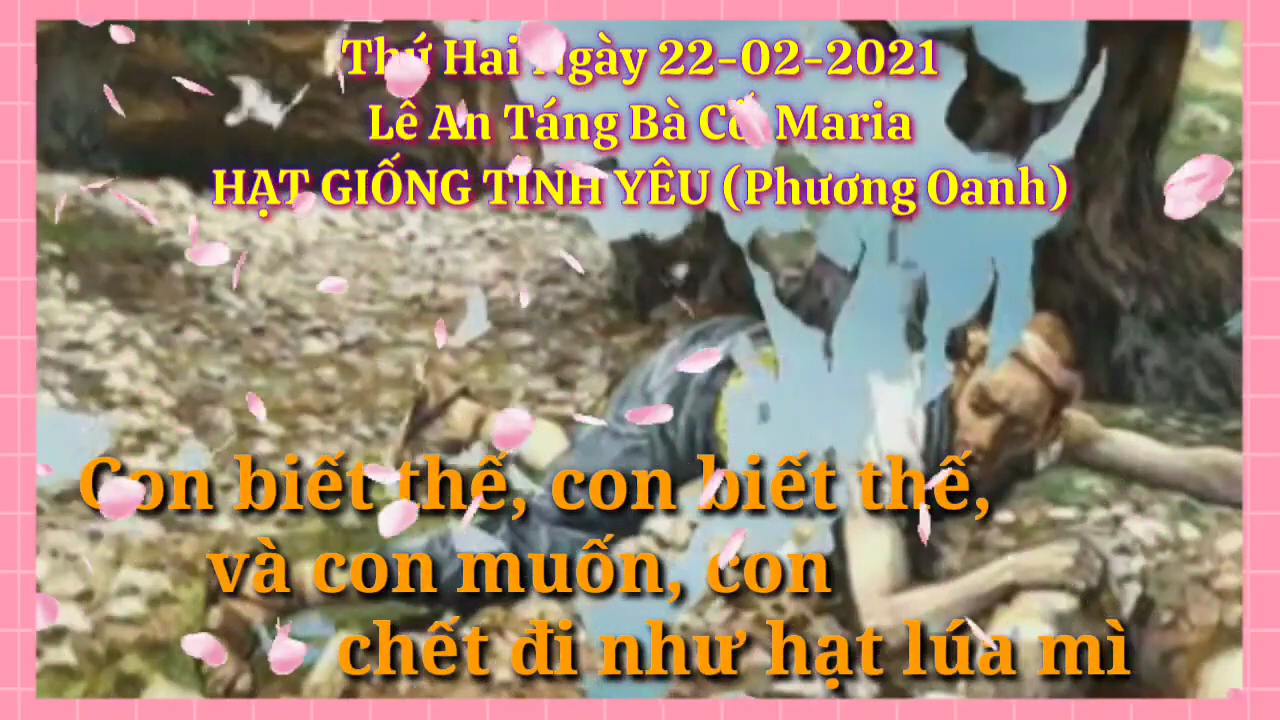 Thứ Hai Ngày 22-02-2021
Lê An Táng Bà Cố Maria
HẠT GIỐNG TÌNH YÊU (Phương Oanh)
Con biết thế, con biết thế,
và con muốn, con
chết đi như hạt lúa mì